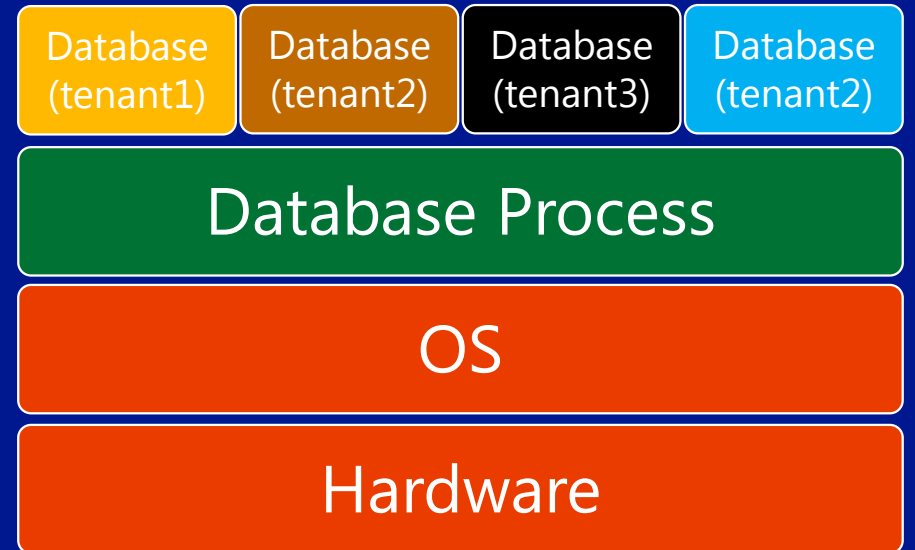 Database
(tenant1)
Database
(tenant2)
Database
(tenant3)
Database
(tenant2)
Database Process
OS
Hardware